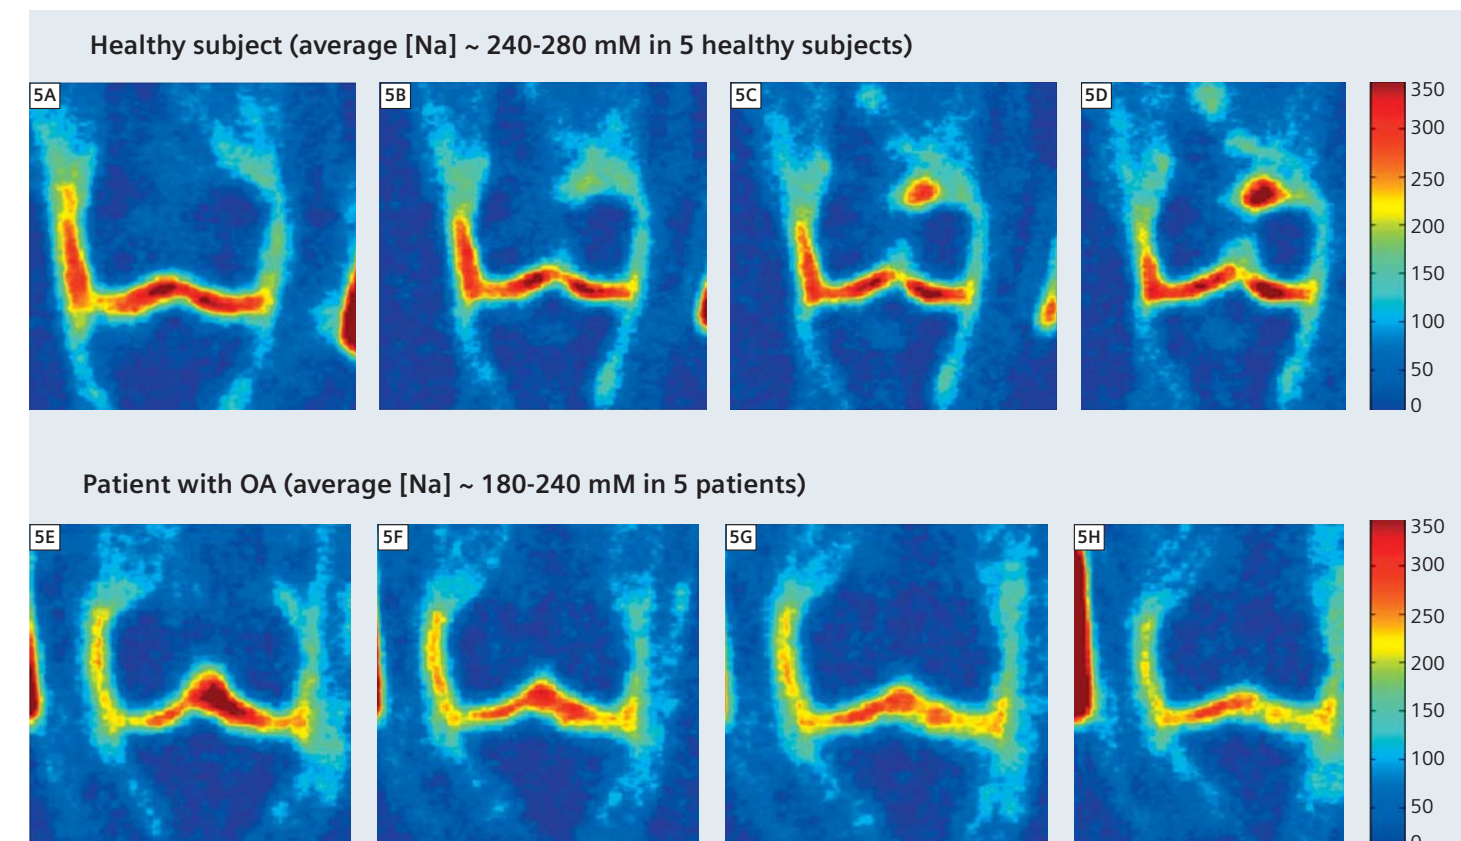 Healthy subject (average [Na] ~ 240-280 mM in 5 healthy subjects)
5A
5B
5C
5D
350
300
250
200
150
100
50
0
Patient with OA (average [Na] ~ 180-240 mM in 5 patients)
5E
5F
5G
5H
350
300
250
200
150
100
50
0